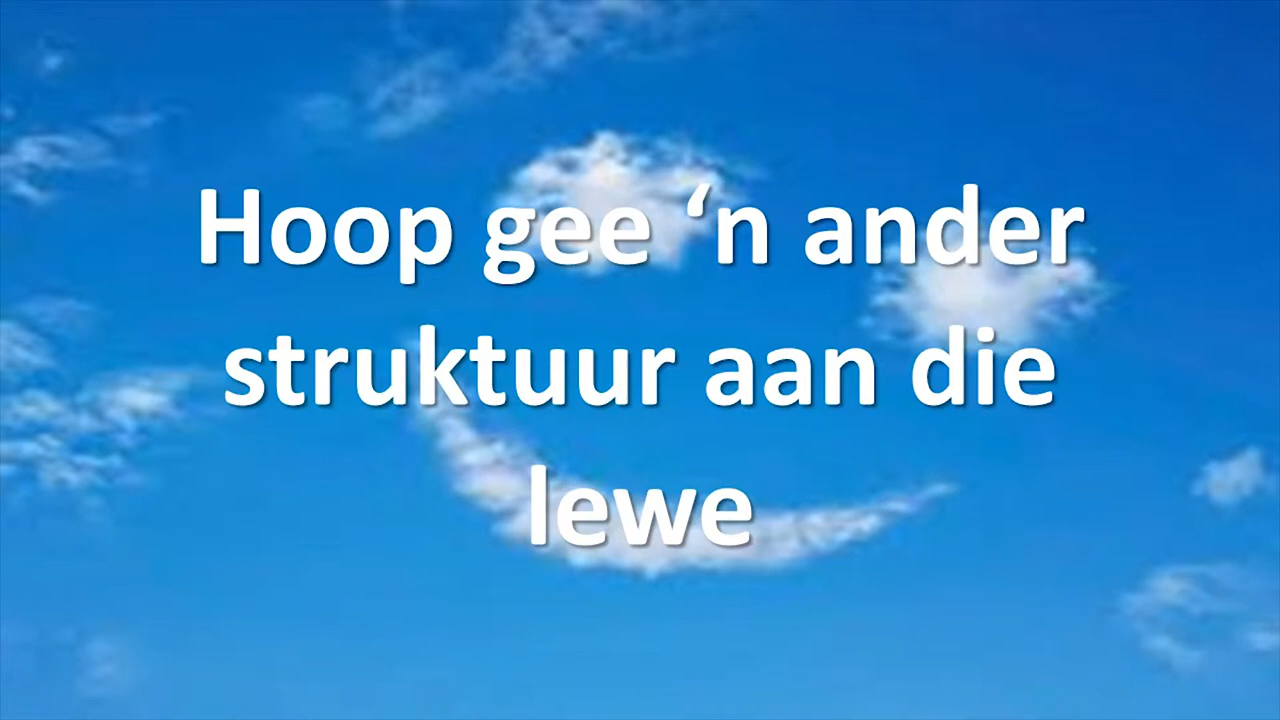 Hoop gee ‘n ander
struktuur aan die
lewe